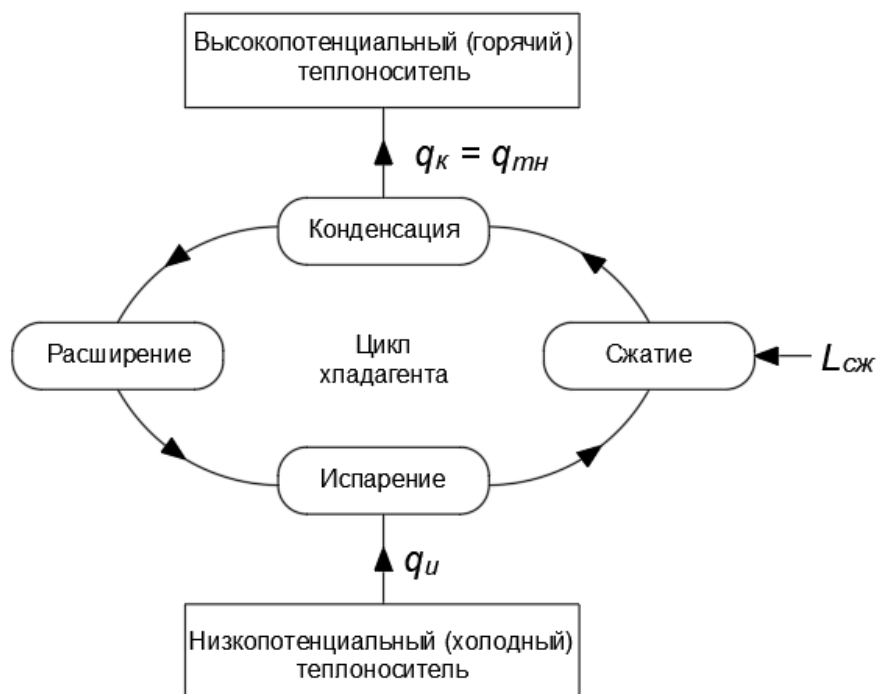 Высокопотенциальный (горячий)
теплоноситель
qк = qтн
Конденсация
Расширение
Цикл
хладагента
Сжатие
Lсж
Испарение
qи
Низкопотенциальный (холодный)
теплоноситель